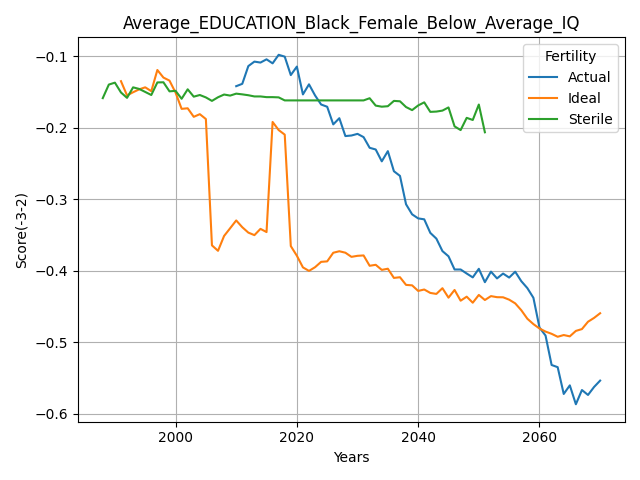 Average_EDUCATION_Black_Female_Below_Average_IQ
Fertility
Actual
Ideal
Sterile
Score(-3-2)
−0.1
−0.2
−0.3
−0.4
−0.5
−0.6
2000
2020
2040
2060
Years